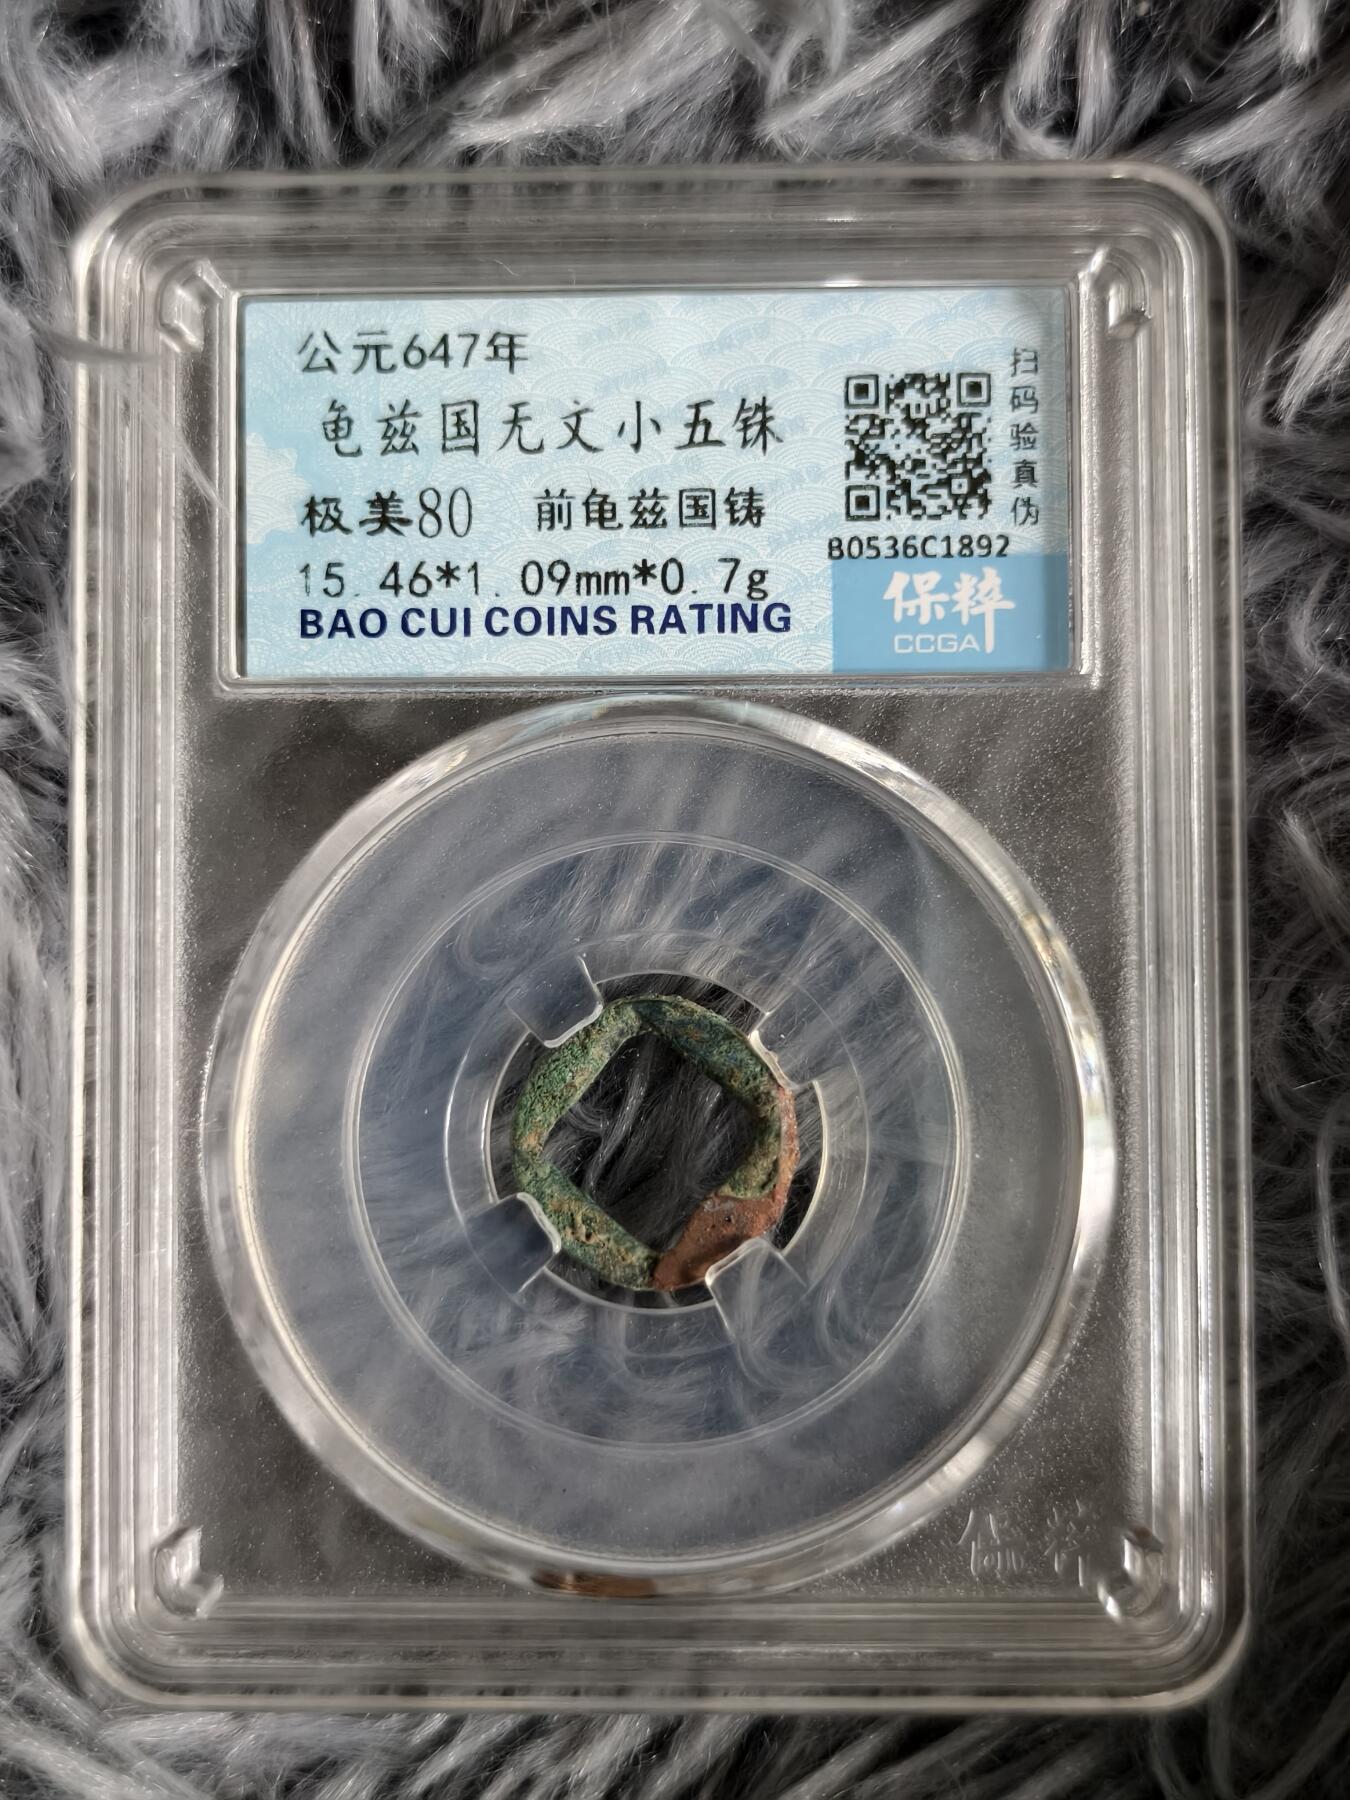 公元647年
龟兹国无文小五铢
极美80 前龟兹国铸
15.46*1.09mm*0.7g
BAO CUI COINS RATING
扫码验真伪
B0536C1892
保粹
CCGA
保粹